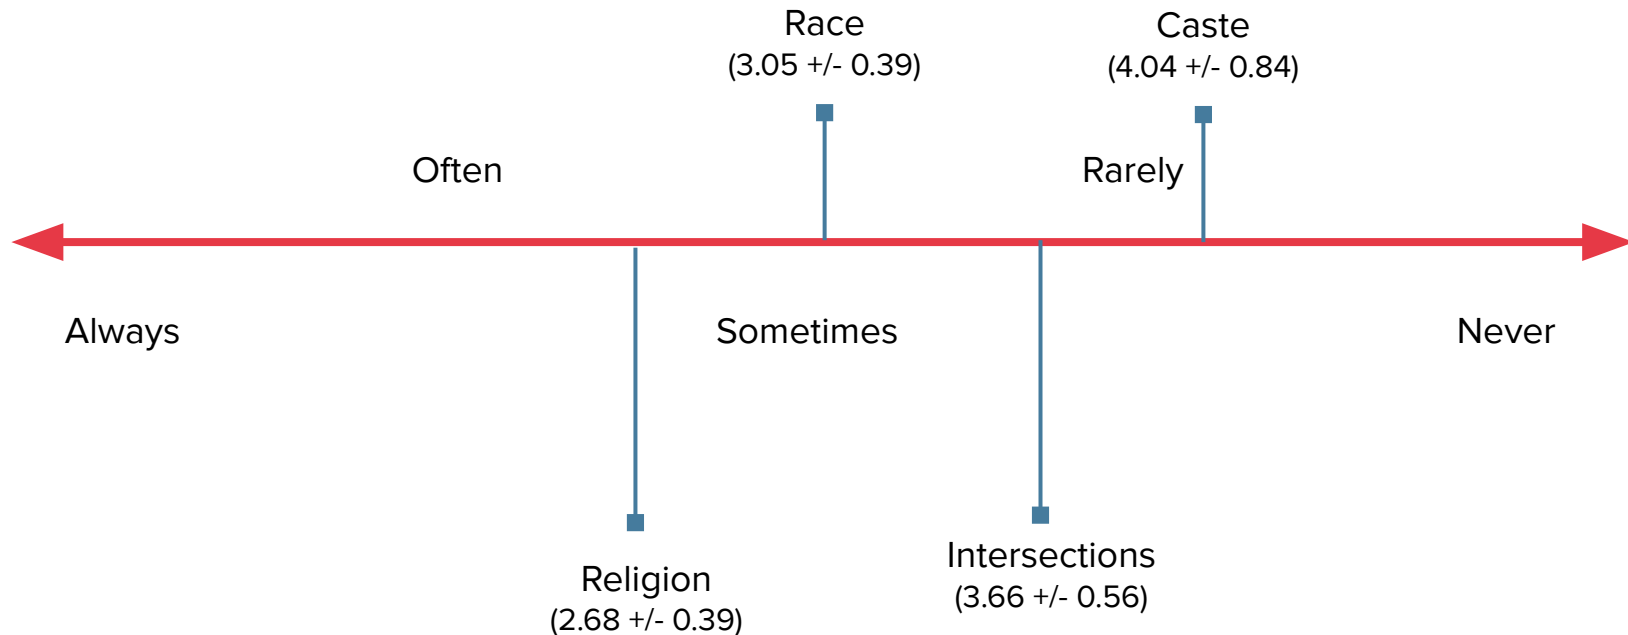 Race
(3.05 +/- 0.39)
Caste
(4.04 +/- 0.84)
Often
Rarely
Always
Sometimes
Never
Religion
(2.68 +/- 0.39)
Intersections
(3.66 +/- 0.56)